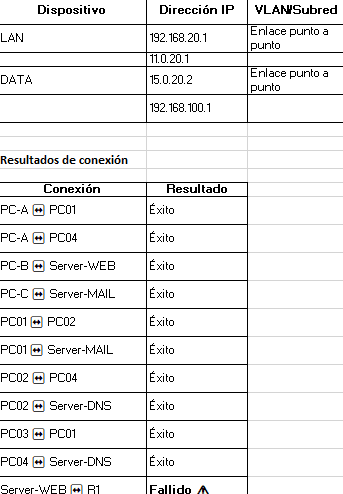 Dispositivo Dirección IP VLAN/Subred
LAN 192.168.20.1 Enlace punto a
punto
11.0.20.1
DATA 15.0.20.2 Enlace punto a
punto
192.168.100.1
Resultados de conexión
Conexión Resultado
PC-A ↔ PC01 Éxito
PC-A ↔ PC04 Éxito
PC-B ↔ Server-WEB Éxito
PC-C ↔ Server-MAIL Éxito
PC01 ↔ PC02 Éxito
PC01 ↔ Server-MAIL Éxito
PC02 ↔ PC04 Éxito
PC02 ↔ Server-DNS Éxito
PC03 ↔ PC01 Éxito
PC04 ↔ Server-DNS Éxito
Server-WEB ↔ R1 Fallido ⚠